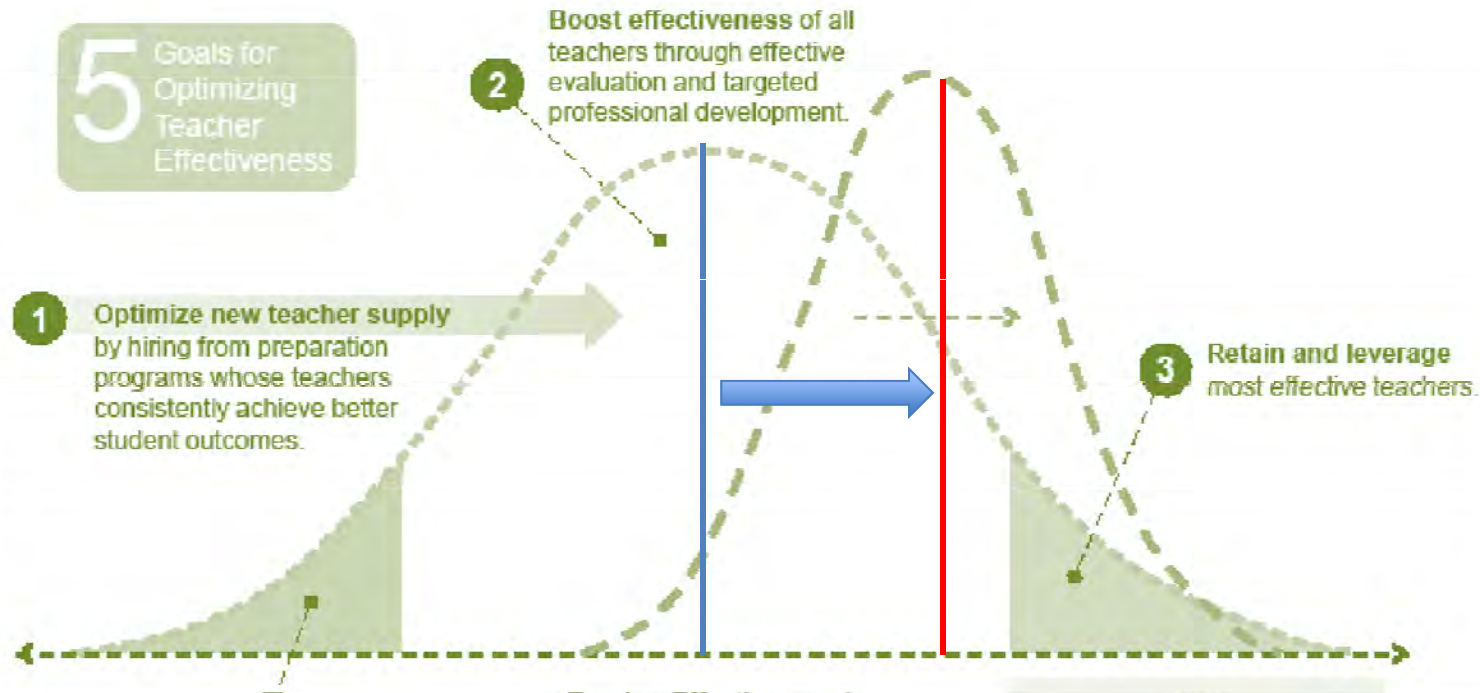 5
Goals for
Optimizing
Teacher
Effectiveness
2
Boost effectiveness of all
teachers through effective
evaluation and targeted
professional development.
1
Optimize new teacher supply
by hiring from preparation
programs whose teachers
consistently achieve better
student outcomes.
3
Retain and leverage
most effective teachers.